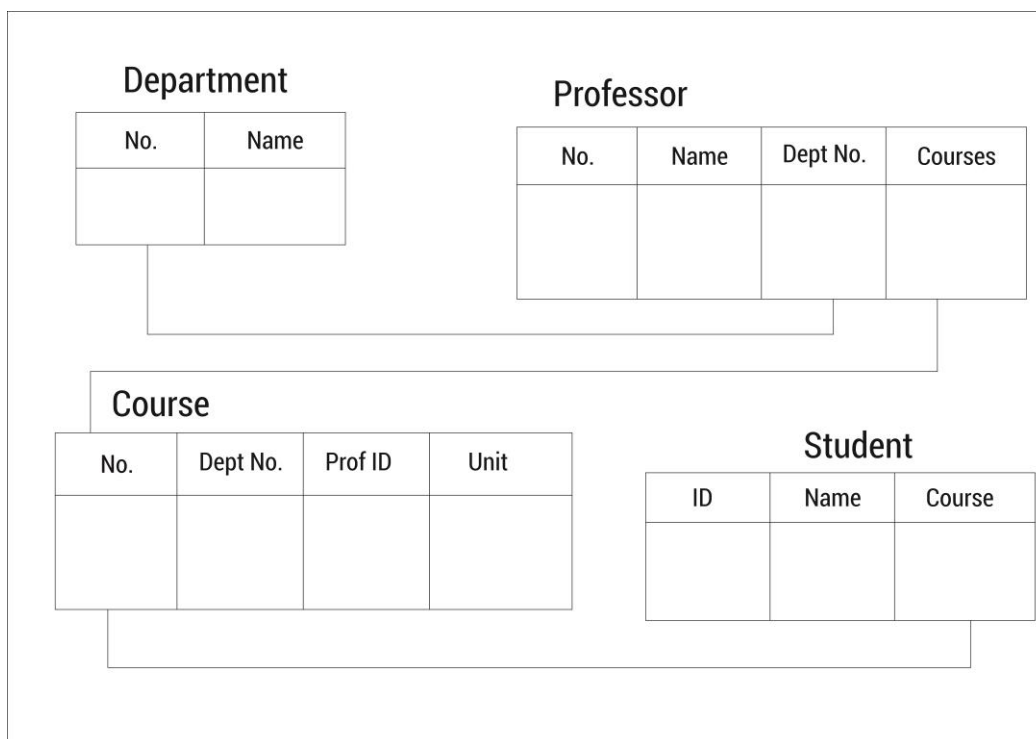 Department
No. Name
Professor
No. Name Dept No. Courses
Course
No. Dept No. Prof ID Unit
Student
ID Name Course